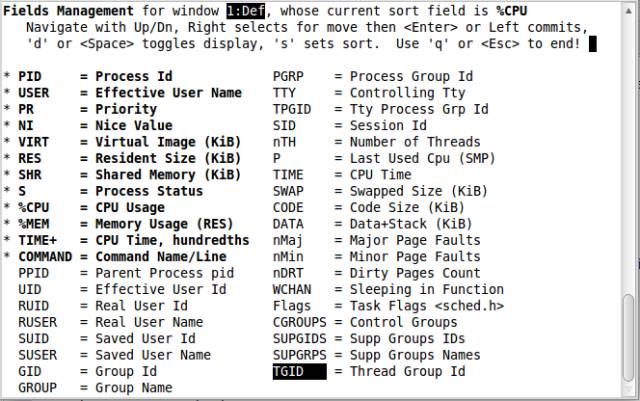 Fields Management for window 1:Def, whose current sort field is %CPU
Navigate with Up/Dn, Right selects for move then <Enter> or Left commits,
'd' or <Space> toggles display, 's' sets sort. Use 'q' or <Esc> to end!
* PID = Process Id PGRP = Process Group Id
* USER = Effective User Name TTY = Controlling Tty
* PR = Priority TPGID = Tty Process Grp Id
* NI = Nice Value SID = Session Id
* VIRT = Virtual Image (KiB) nTH = Number of Threads
* RES = Resident Size (KiB) P = Last Used Cpu (SMP)
* SHR = Shared Memory (KiB) TIME = CPU Time
* S = Process Status SWAP = Swapped Size (KiB)
* %CPU = CPU Usage CODE = Code Size (KiB)
* %MEM = Memory Usage (RES) DATA = Data+Stack (KiB)
* TIME+ = CPU Time, hundredths nMaj = Major Page Faults
* COMMAND = Command Name/Line nMin = Minor Page Faults
PPID = Parent Process pid nDRT = Dirty Pages Count
UID = Effective User Id WCHAN = Sleeping in Function
RUID = Real User Id Flags = Task Flags <sched.h>
RUSER = Real User Name CGROUPS = Control Groups
SUID = Saved User Id SUPGIDS = Supp Groups IDs
SUSER = Saved User Name SUPGRPS = Supp Groups Names
GID = Group Id TGID = Thread Group Id
GROUP = Group Name